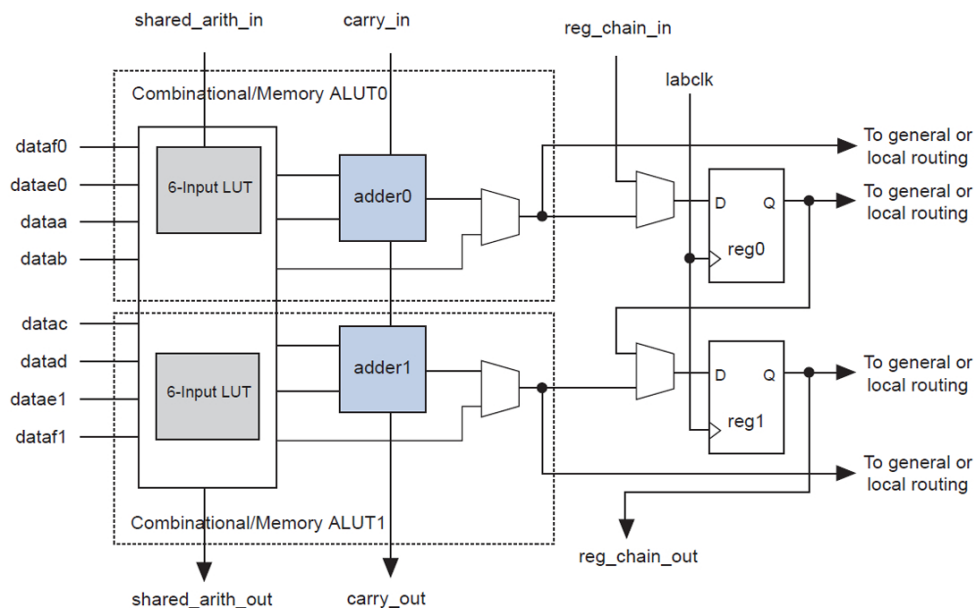 shared_arith_in
carry_in
reg_chain_in
labclk
Combinational/Memory ALUT0
dataf0
datae0
dataa
datab
6-Input LUT
adder0
D
Q
reg0
To general or
local routing
To general or
local routing
datac
datad
datae1
dataf1
6-Input LUT
adder1
D
Q
reg1
To general or
local routing
To general or
local routing
Combinational/Memory ALUT1
reg_chain_out
shared_arith_out
carry_out